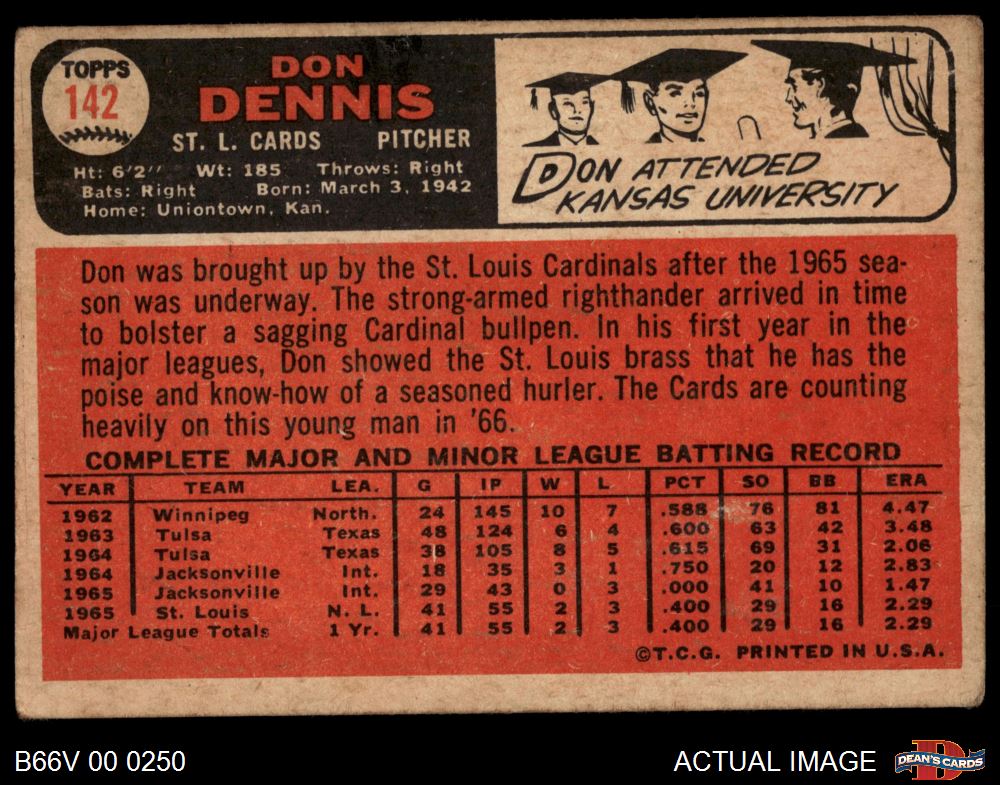 TOPPS
142
DON
DENNIS
ST. L. CARDS PITCHER
Ht: 6'2'' Wt: 185 Throws: Right
Bats: Right Born: March 3, 1942
Home: Uniontown, Kan.
DON ATTENDED
KANSAS UNIVERSITY
Don was brought up by the St. Louis Cardinals after the 1965 sea-
son was underway. The strong-armed righthander arrived in time
to bolster a sagging Cardinal bullpen. In his first year in the
major leagues, Don showed the St. Louis brass that he has the
poise and know-how of a seasoned hurler. The Cards are counting
heavily on this young man in '66.
COMPLETE MAJOR AND MINOR LEAGUE BATTING RECORD
YEAR TEAM LEA. G IP W L PCT SO BB ERA
1962 Winnipeg North. 24 145 10 7 .588 76 81 4.47
1963 Tulsa Texas 48 124 6 4 .600 63 42 3.48
1964 Tulsa Texas 38 105 8 5 .615 69 31 2.06
1964 Jacksonville Int. 18 35 3 1 .750 20 12 2.83
1965 Jacksonville Int. 29 43 0 3 .000 41 10 1.47
1965 St. Louis N. L. 41 55 2 3 .400 29 16 2.29
Major League Totals 1 Yr. 41 55 2 3 .400 29 16 2.29
©T.C.G. PRINTED IN U.S.A.
B66V 00 0250 ACTUAL IMAGE
D
DEAN'S CARDS